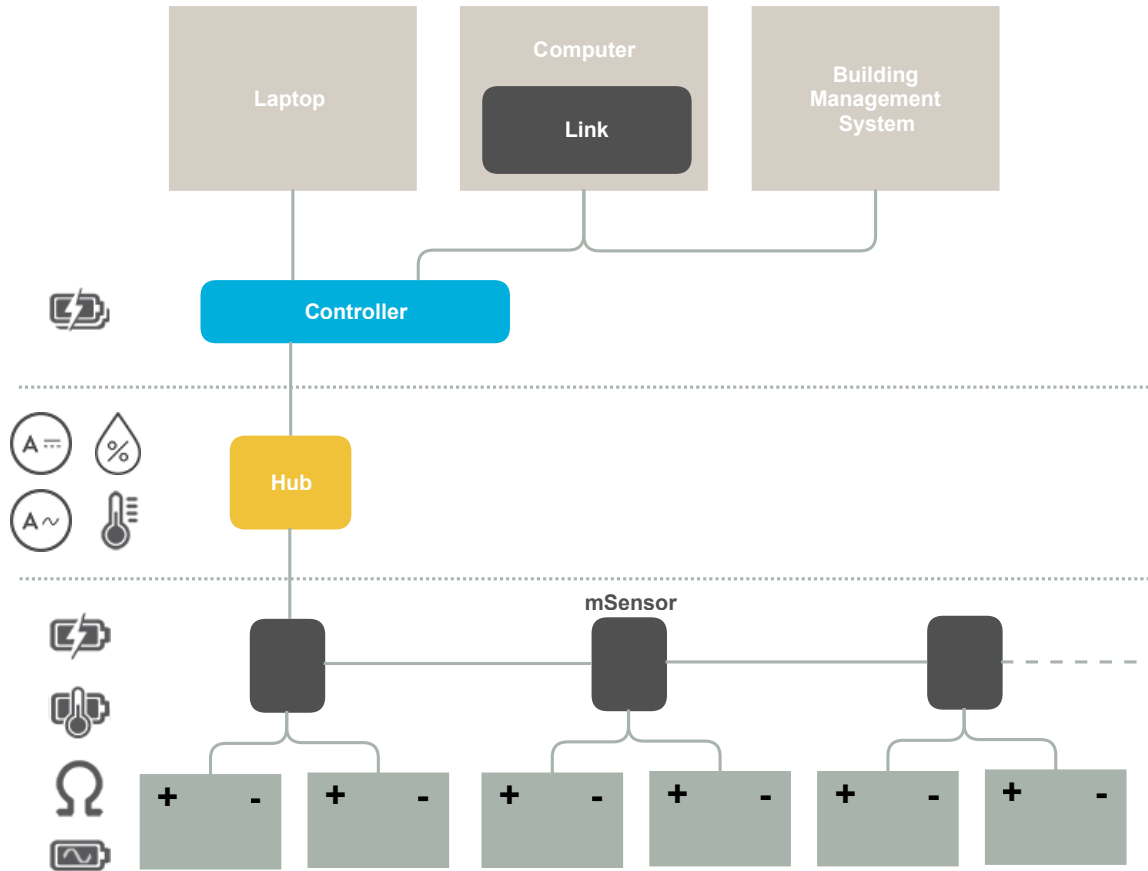 Computer
Laptop
Building
Management
System
Link
Controller
A
%
Hub
A
mSensor
Ω
+ - + - + - + - + - + -